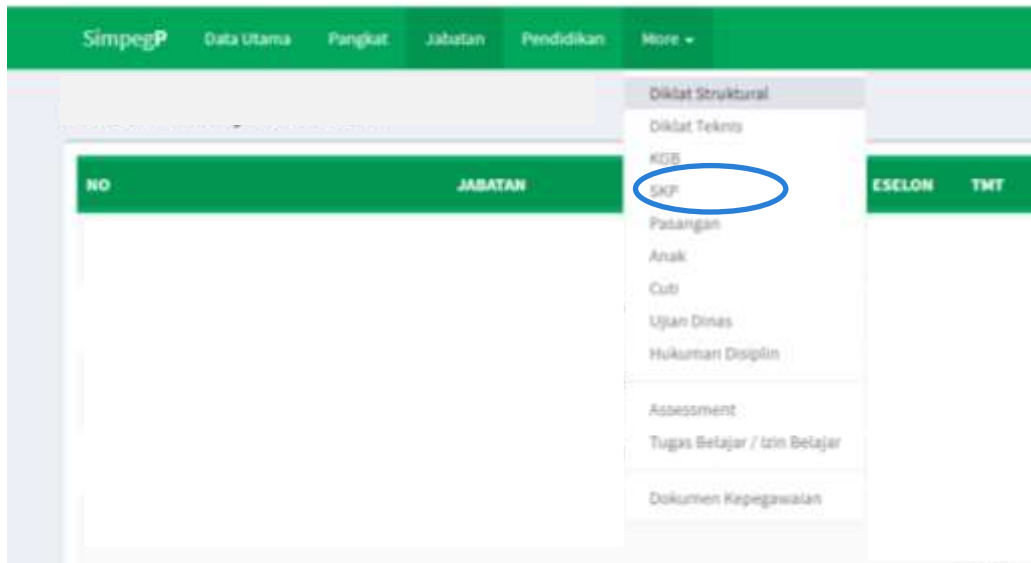 SimpegP Data Utama Pangkat Jabatan Pendidikan More
Diklat Struktural
Diklat Teknis
KGB
NO JABATAN ESELON TMT
SKP
Pasangan
Anak
Cuti
Ujian Dinas
Hukuman Disiplin
Assessment
Tugas Belajar / Izin Belajar
Dokumen Kepegawaian